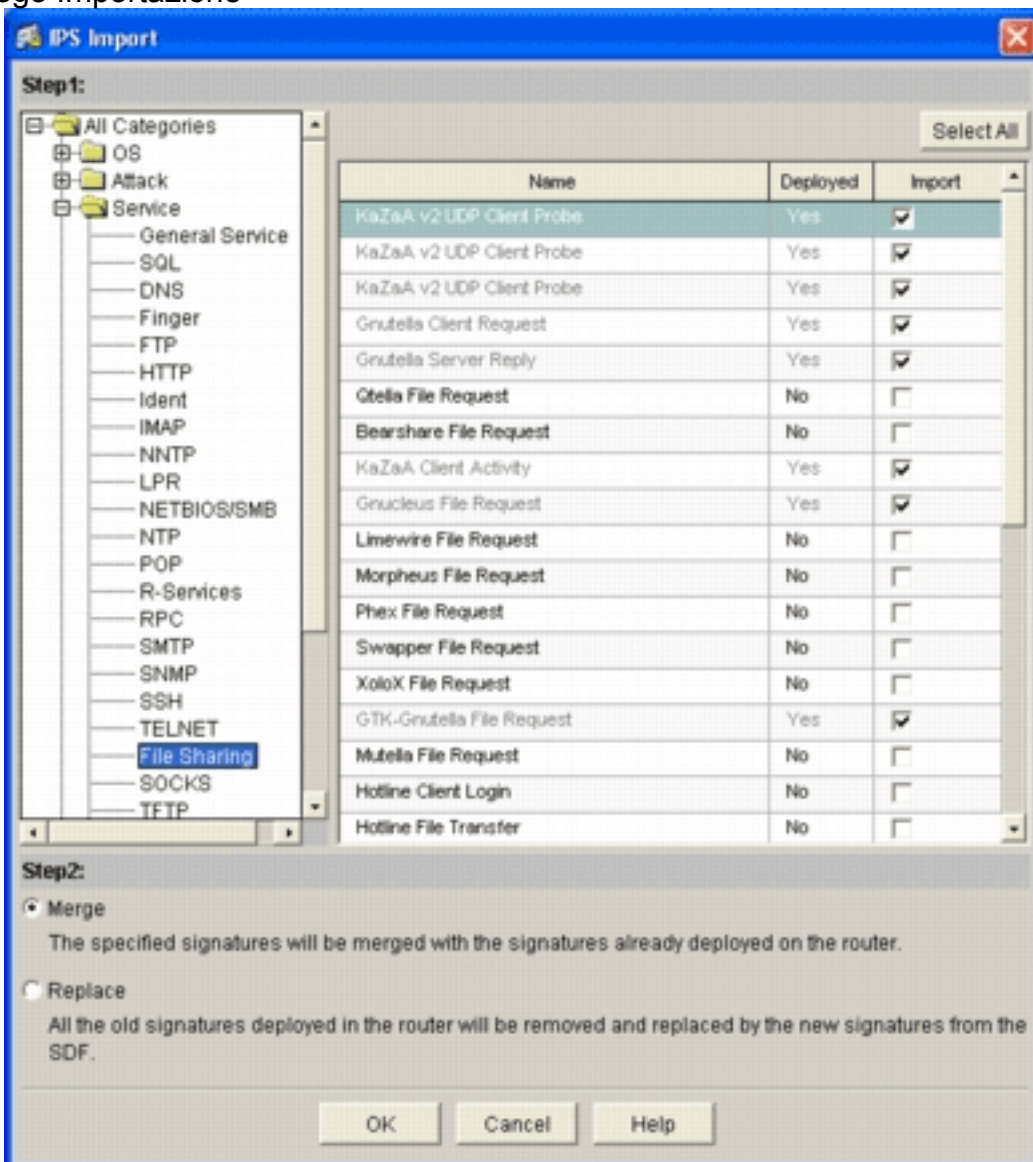 Importazione
IPS Import
Step1:
All Categories
OS
Attack
Service
General Service
SQL
DNS
Finger
FTP
HTTP
Ident
IMAP
NNTP
LPR
NETBIOS/SMB
NTP
POP
R-Services
RPC
SMTP
SNMP
SSH
TELNET
File Sharing
SOCKS
TFTP
Select All
Name Deployed Import
KaZaA v2 UDP Client Probe Yes
KaZaA v2 UDP Client Probe Yes
KaZaA v2 UDP Client Probe Yes
Gnutella Client Request Yes
Gnutella Server Reply Yes
Qtella File Request No
Bearshare File Request No
KaZaA Client Activity Yes
Gnucleus File Request Yes
Limewire File Request No
Morpheus File Request No
Phex File Request No
Swapper File Request No
XoloX File Request No
GTK-Gnutella File Request Yes
Mutella File Request No
Hotline Client Login No
Hotline File Transfer No
Step2:
Merge
The specified signatures will be merged with the signatures already deployed on the router.
Replace
All the old signatures deployed in the router will be removed and replaced by the new signatures from the
SDF.
OK Cancel Help